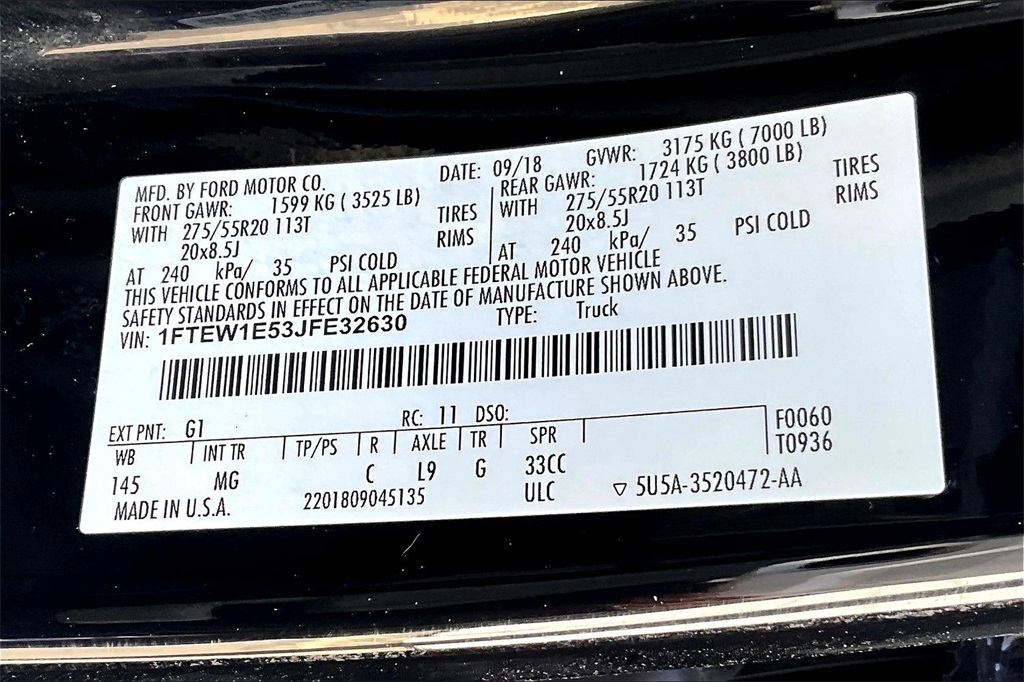 MFD. BY FORD MOTOR CO. DATE: 09/18 GVWR: 3175 KG ( 7000 LB)
FRONT GAWR: 1599 KG ( 3525 LB) REAR GAWR: 1724 KG ( 3800 LB)
WITH 275/55R20 113T TIRES WITH 275/55R20 113T TIRES
20x8.5J RIMS 20x8.5J RIMS
AT 240 kPa/ 35 PSI COLD AT 240 kPa/ 35 PSI COLD
THIS VEHICLE CONFORMS TO ALL APPLICABLE FEDERAL MOTOR VEHICLE
SAFETY STANDARDS IN EFFECT ON THE DATE OF MANUFACTURE SHOWN ABOVE.
VIN: 1FTEW1E53JFE32630 TYPE: Truck
EXT PNT: G1 RC: 11 DSO: F0060
WB INT TR TP/PS R AXLE TR SPR T0936
145 MG C L9 G 33CC
MADE IN U.S.A. 2201809045135 ULC ▽ 5U5A-3520472-AA